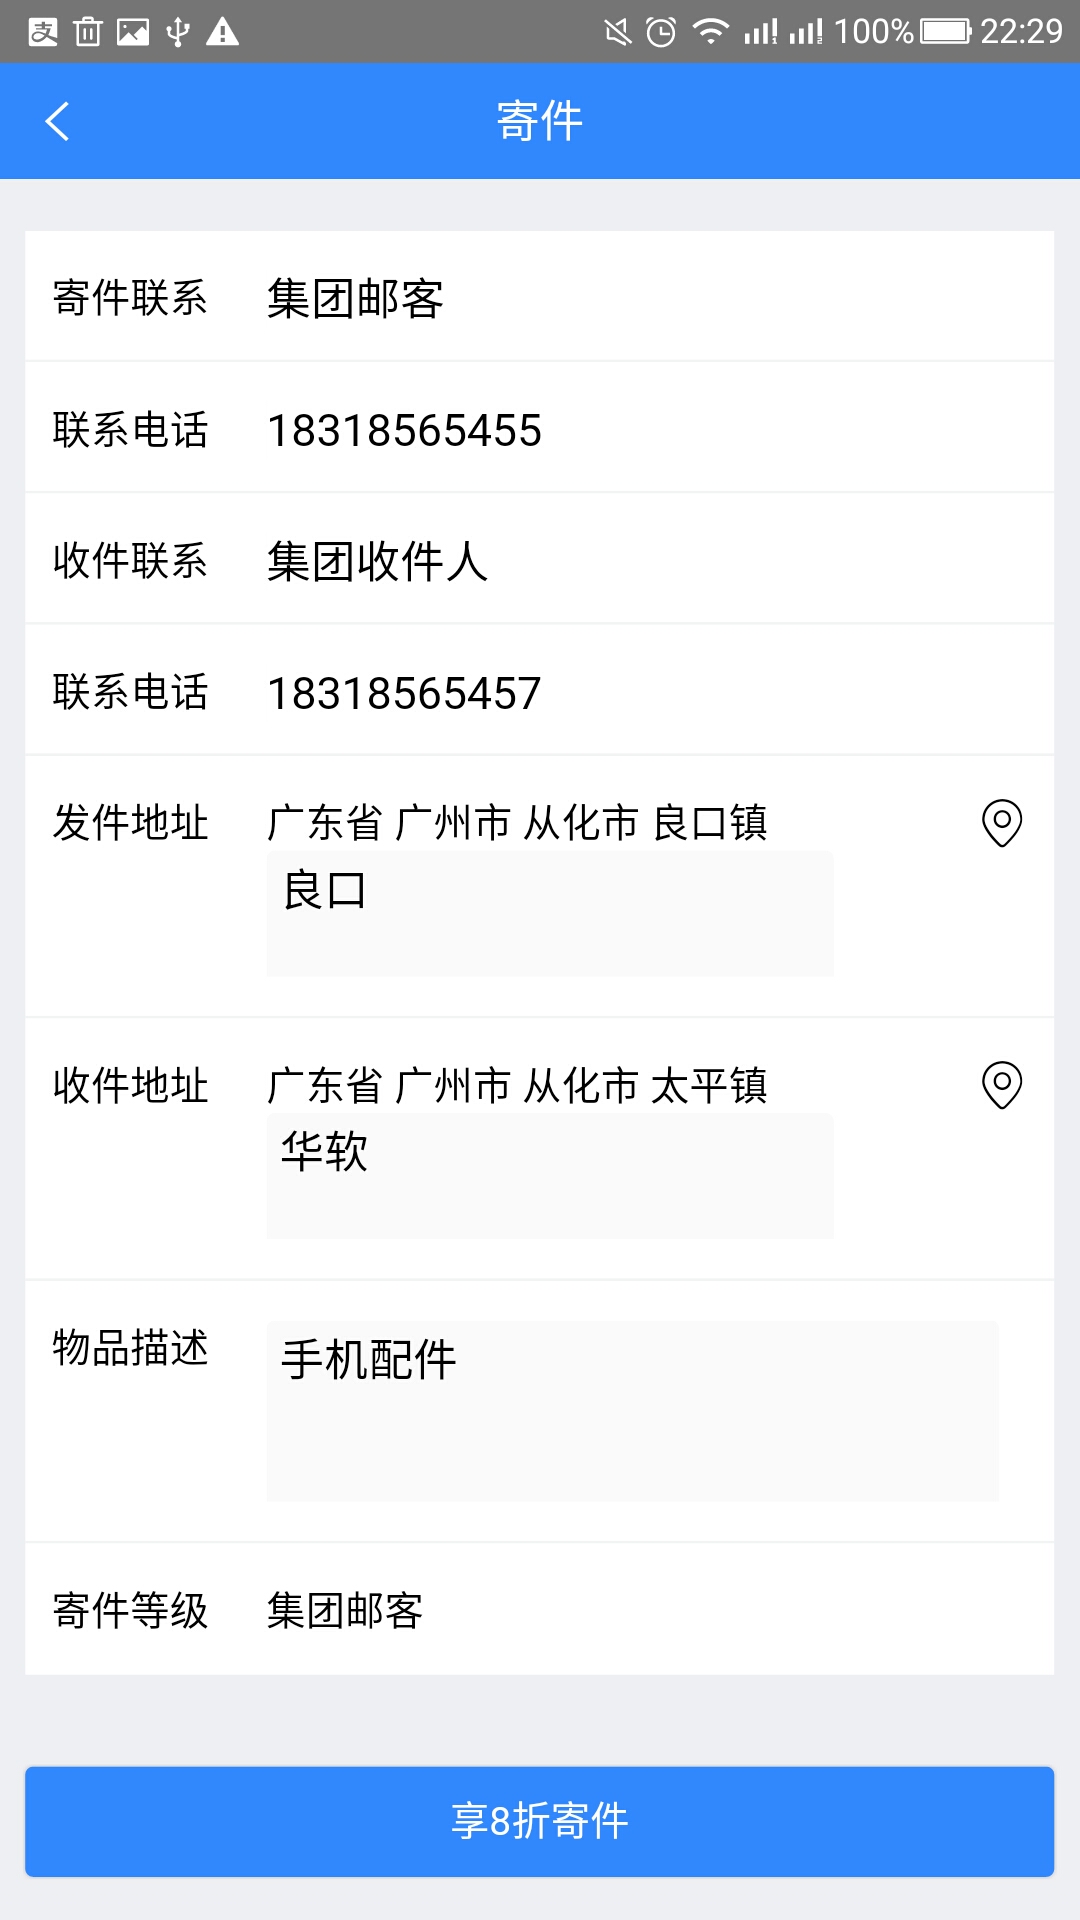 100% 22:29
寄件
寄件联系 集团邮客
联系电话 18318565455
收件联系 集团收件人
联系电话 18318565457
发件地址 广东省 广州市 从化市 良口镇
良口
收件地址 广东省 广州市 从化市 太平镇
华软
物品描述 手机配件
寄件等级 集团邮客
享8折寄件